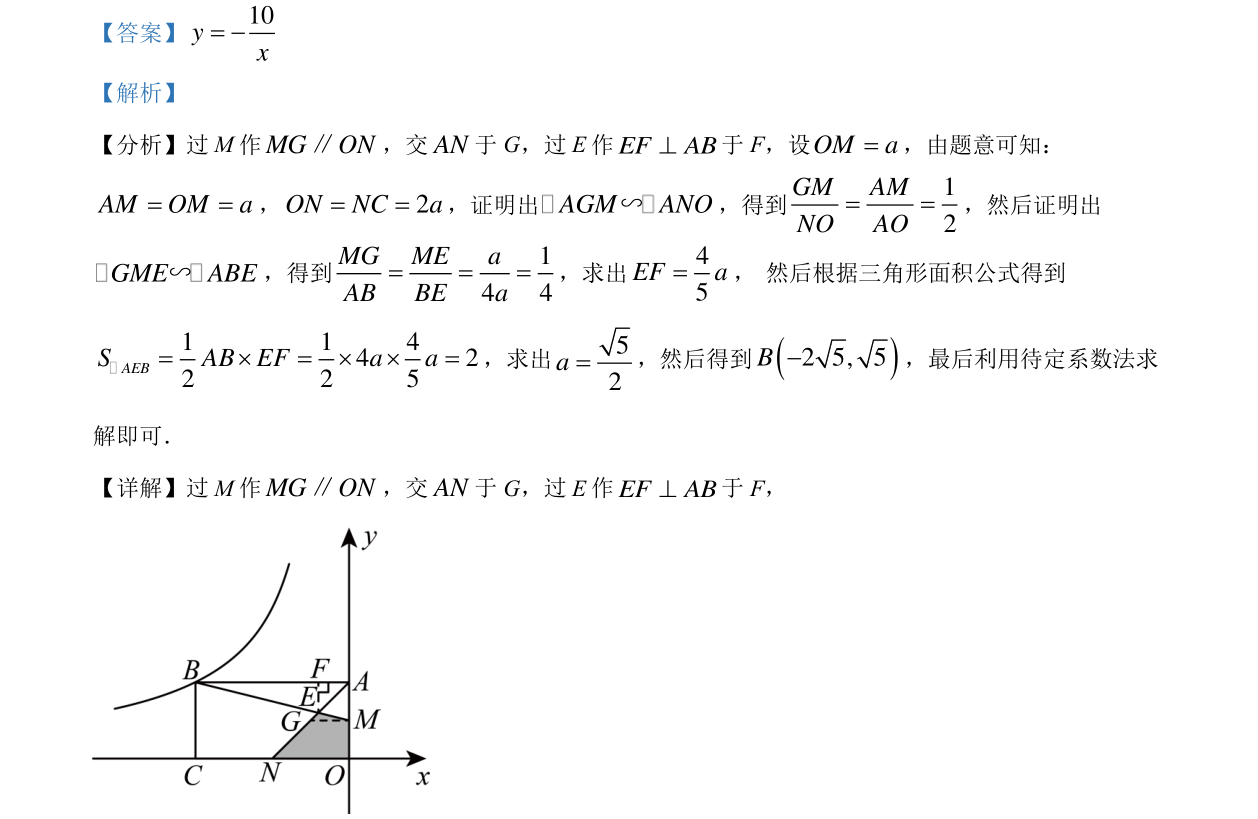 【答案】 y = −10/x
【解析】
【分析】过 M 作 MG // ON ，交 AN 于 G，过 E 作 EF ⊥ AB 于 F，设 OM = a ，由题意可知：
AM = OM = a ，ON = NC = 2a ，证明出□ AGM∽□ ANO ，得到 GM/NO = AM/AO = 1/2 ，然后证明出
□ GME∽□ ABE ，得到 MG/AB = ME/BE = a/4a = 1/4 ，求出 EF = 4/5 a ， 然后根据三角形面积公式得到
S□ AEB = 1/2 AB × EF = 1/2 × 4a × 4/5 a = 2 ，求出 a = √5/2 ，然后得到 B(−2√5, √5) ，最后利用待定系数法求
解即可．
【详解】过 M 作 MG // ON ，交 AN 于 G，过 E 作 EF ⊥ AB 于 F，
y
B F A
E
G M
C N O x